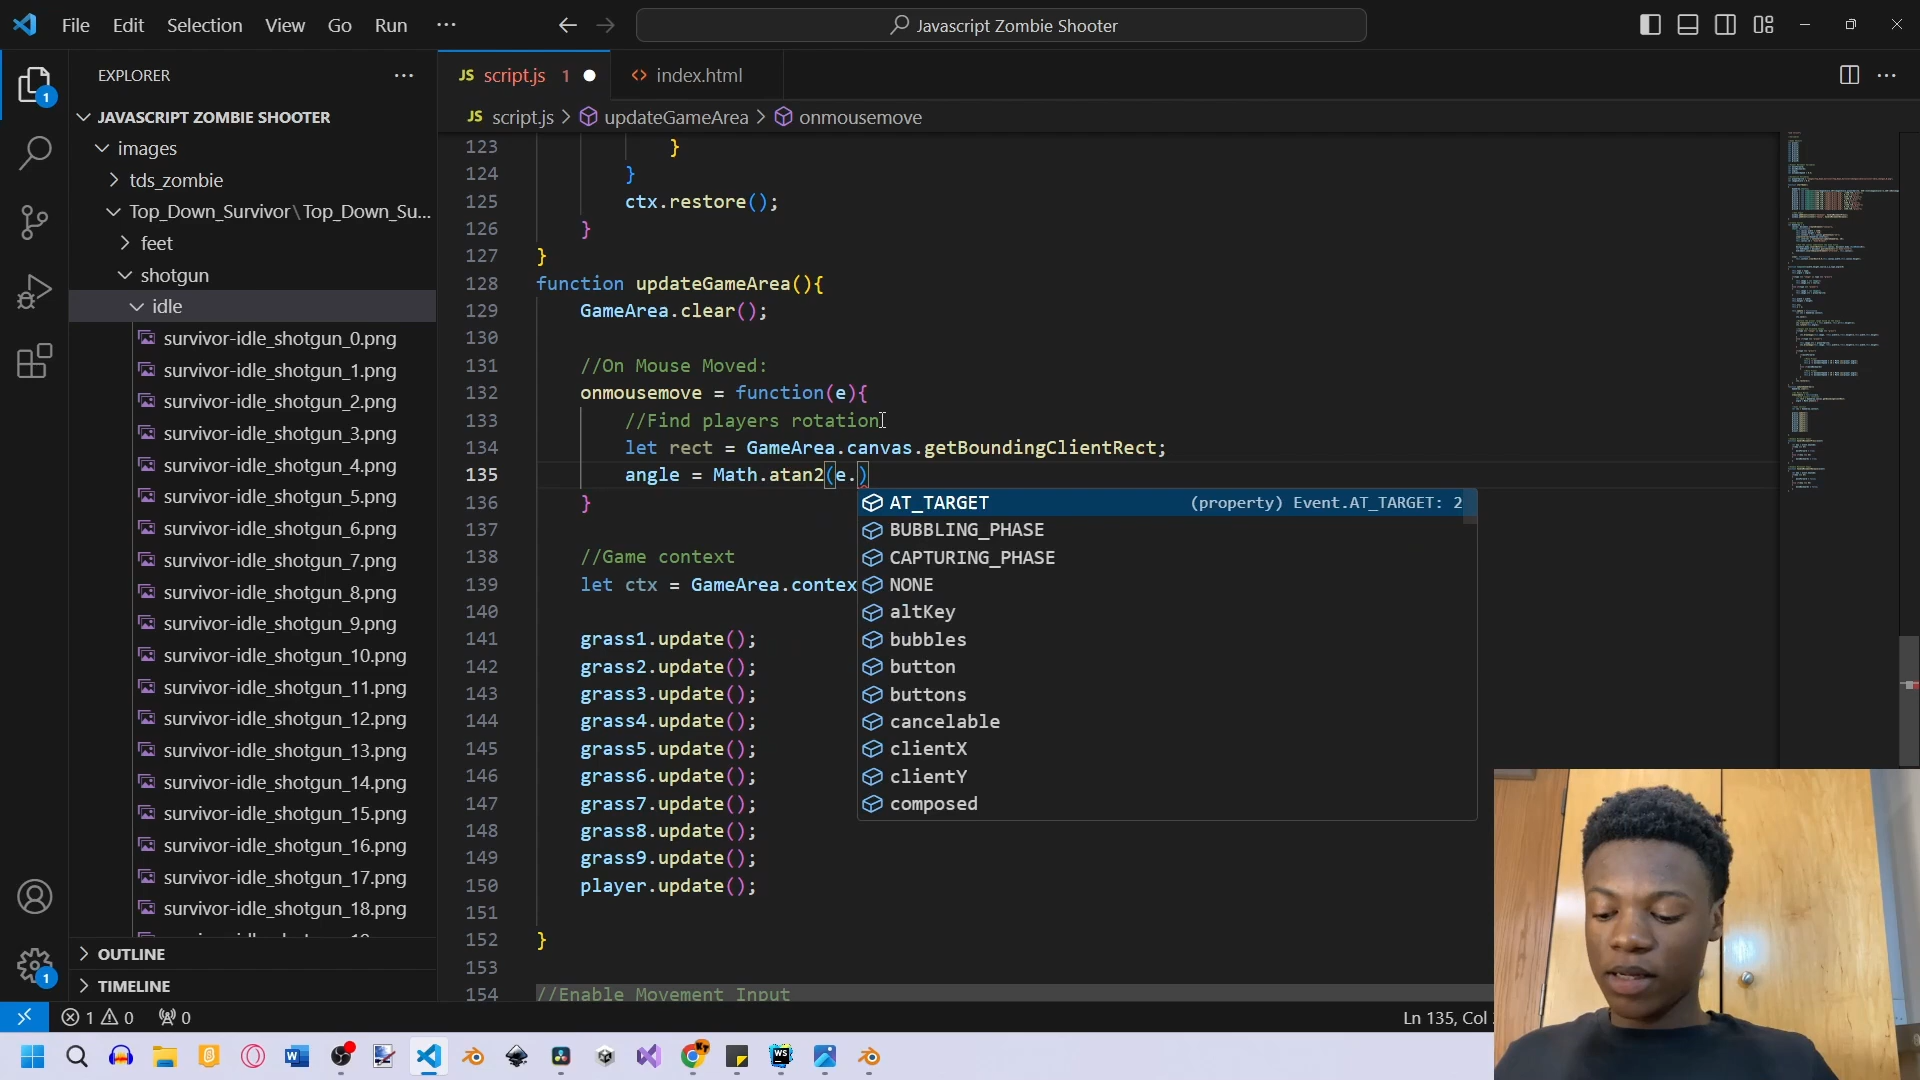 File Edit Selection View Go Run ··· Javascript Zombie Shooter
EXPLORER ···
JAVASCRIPT ZOMBIE SHOOTER
images
tds_zombie
Top_Down_Survivor\Top_Down_Su...
feet
shotgun
idle
survivor-idle_shotgun_0.png
survivor-idle_shotgun_1.png
survivor-idle_shotgun_2.png
survivor-idle_shotgun_3.png
survivor-idle_shotgun_4.png
survivor-idle_shotgun_5.png
survivor-idle_shotgun_6.png
survivor-idle_shotgun_7.png
survivor-idle_shotgun_8.png
survivor-idle_shotgun_9.png
survivor-idle_shotgun_10.png
survivor-idle_shotgun_11.png
survivor-idle_shotgun_12.png
survivor-idle_shotgun_13.png
survivor-idle_shotgun_14.png
survivor-idle_shotgun_15.png
survivor-idle_shotgun_16.png
survivor-idle_shotgun_17.png
survivor-idle_shotgun_18.png
OUTLINE
TIMELINE
JS script.js 1 index.html
JS script.js > updateGameArea > onmousemove
123 }
124 }
125 ctx.restore();
126 }
127 }
128 function updateGameArea(){
129 GameArea.clear();
130
131 //On Mouse Moved:
132 onmousemove = function(e){
133 //Find players rotation
134 let rect = GameArea.canvas.getBoundingClientRect;
135 angle = Math.atan2(e.)
136 }
137
138 //Game context
139 let ctx = GameArea.contex
140
141 grass1.update();
142 grass2.update();
143 grass3.update();
144 grass4.update();
145 grass5.update();
146 grass6.update();
147 grass7.update();
148 grass8.update();
149 grass9.update();
150 player.update();
151
152 }
153
154 //Enable Movement Input
AT_TARGET (property) Event.AT_TARGET: 2
BUBBLING_PHASE
CAPTURING_PHASE
NONE
altKey
bubbles
button
buttons
cancelable
clientX
clientY
composed
1
1
1 0 0 Ln 135, Col